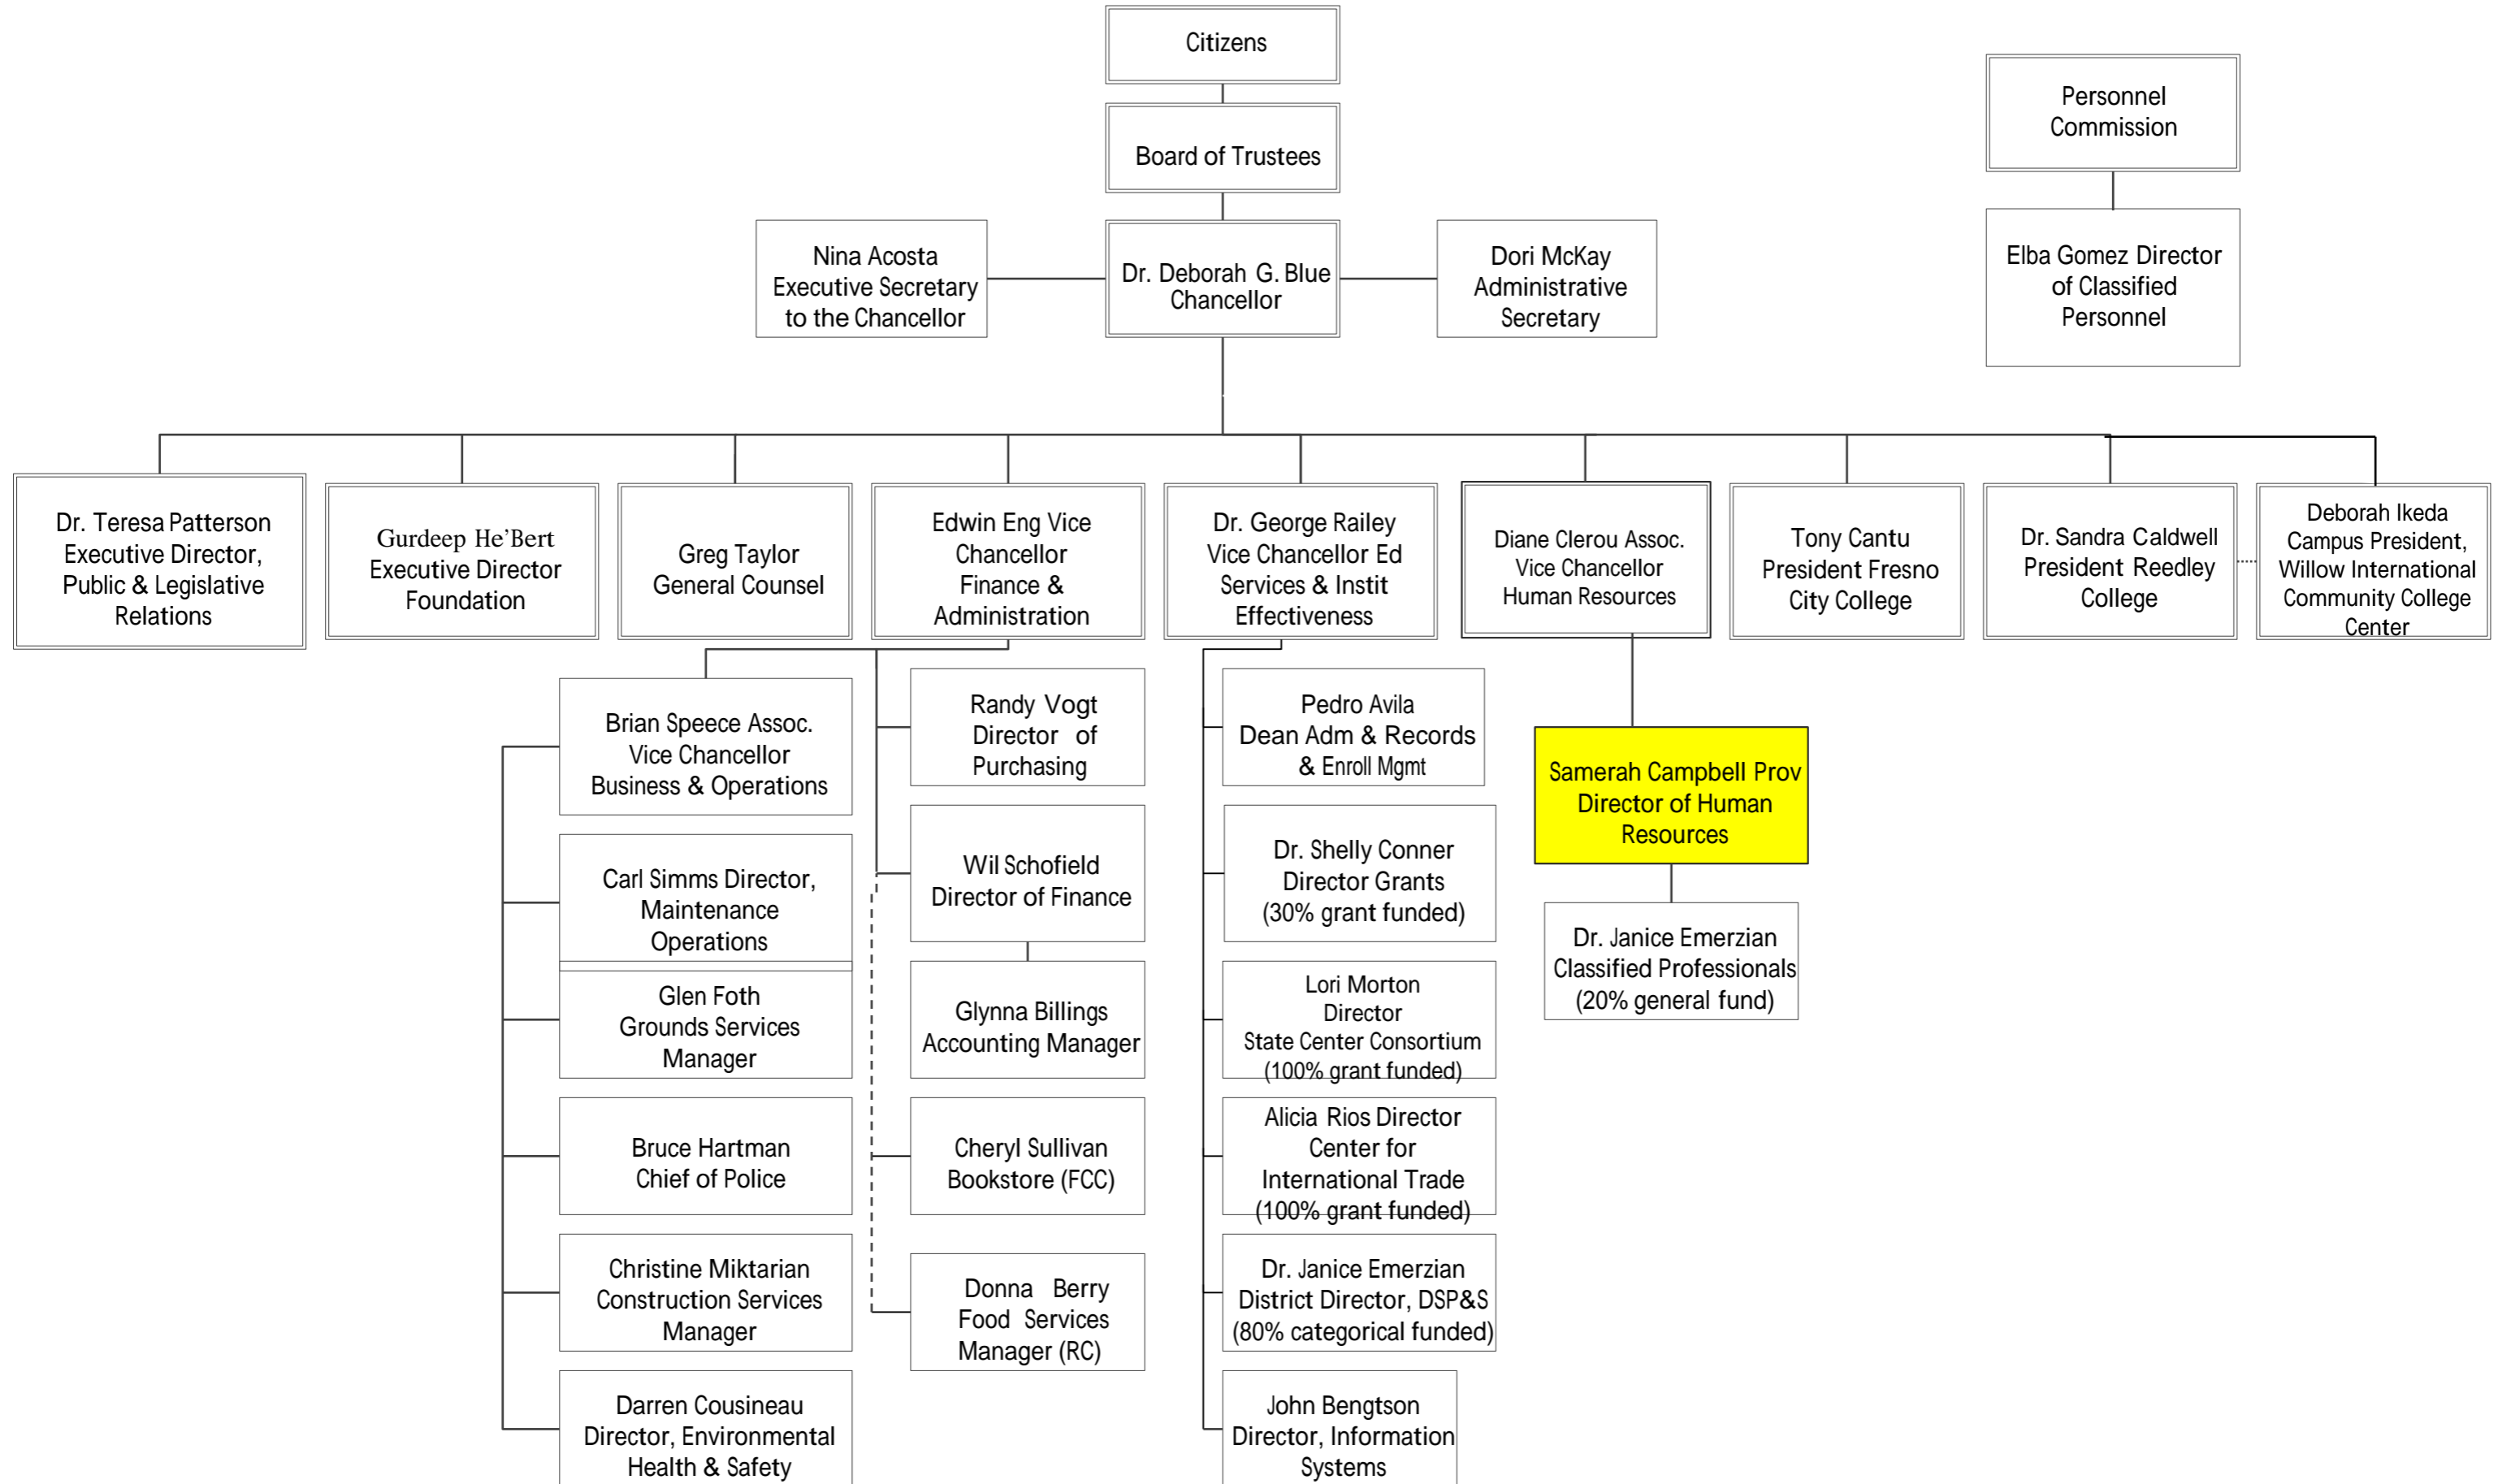 Citizens
Personnel
Commission
Board of Trustees
Nina Acosta
Executive Secretary
to the Chancellor
Dr. Deborah G. Blue
Chancellor
Dori McKay
Administrative
Secretary
Elba Gomez Director
of Classified
Personnel
Dr. Teresa Patterson
Executive Director,
Public & Legislative
Relations
Gurdeep He’Bert
Executive Director
Foundation
Greg Taylor
General Counsel
Edwin Eng Vice
Chancellor
Finance &
Administration
Dr. George Railey
Vice Chancellor Ed
Services & Instit
Effectiveness
Diane Clerou Assoc.
Vice Chancellor
Human Resources
Tony Cantu
President Fresno
City College
Dr. Sandra Caldwell
President Reedley
College
Deborah Ikeda
Campus President,
Willow International
Community College
Center
Brian Speece Assoc.
Vice Chancellor
Business & Operations
Carl Simms Director,
Maintenance
Operations
Glen Foth
Grounds Services
Manager
Bruce Hartman
Chief of Police
Christine Miktarian
Construction Services
Manager
Darren Cousineau
Director, Environmental
Health & Safety
Randy Vogt
Director of
Purchasing
Wil Schofield
Director of Finance
Glynna Billings
Accounting Manager
Cheryl Sullivan
Bookstore (FCC)
Donna Berry
Food Services
Manager (RC)
Pedro Avila
Dean Adm & Records
& Enroll Mgmt
Dr. Shelly Conner
Director Grants
(30% grant funded)
Lori Morton
Director
State Center Consortium
(100% grant funded)
Alicia Rios Director
Center for
International Trade
(100% grant funded)
Dr. Janice Emerzian
District Director, DSP&S
(80% categorical funded)
John Bengtson
Director, Information
Systems
Samerah Campbell Prov
Director of Human
Resources
Dr. Janice Emerzian
Classified Professionals
(20% general fund)